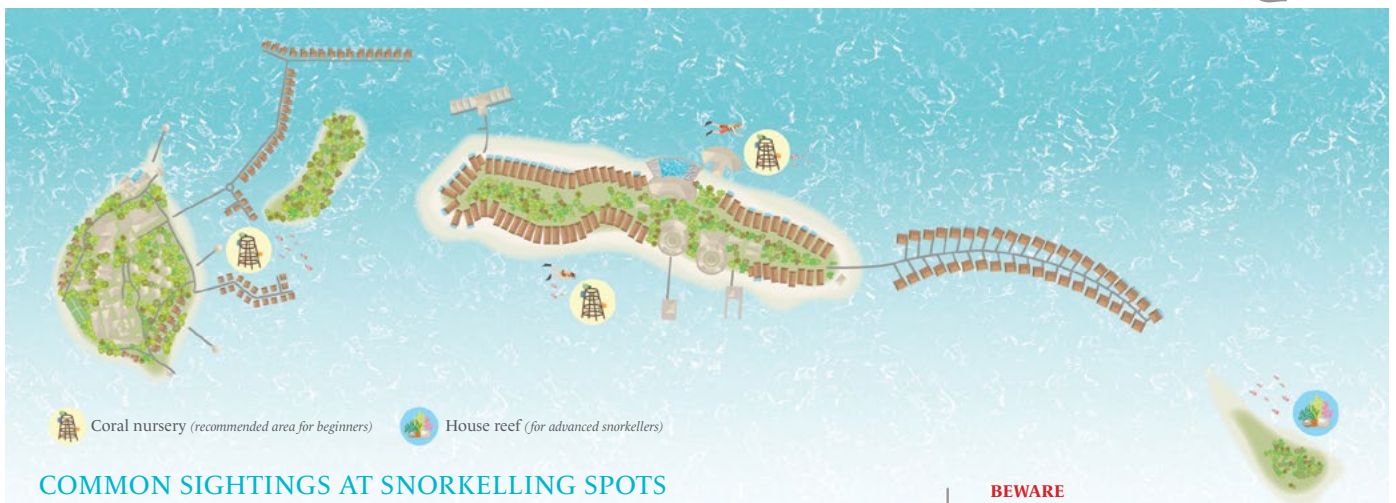 Coral nursery (recommended area for beginners)
House reef (for advanced snorkellers)
COMMON SIGHTINGS AT SNORKELLING SPOTS
BEWARE